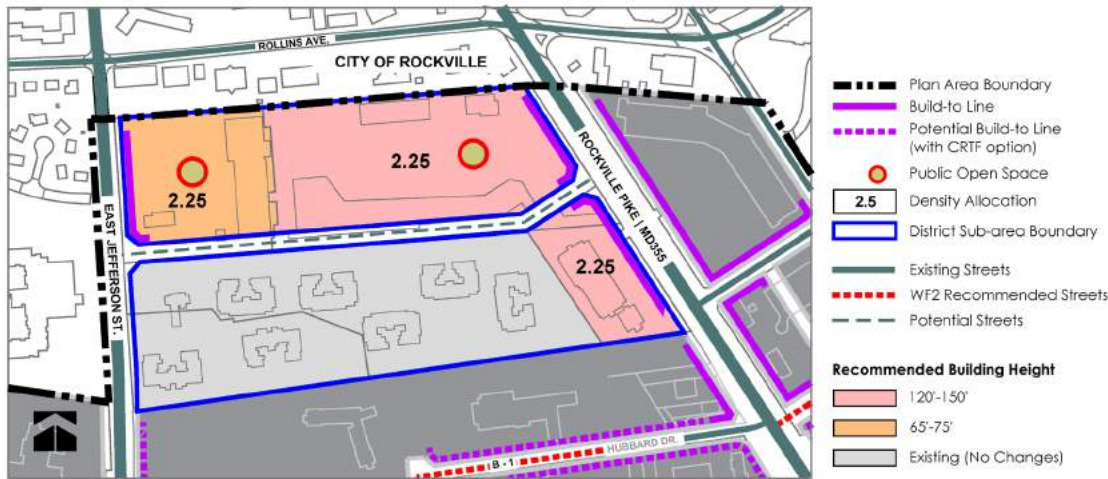 ROLLINS AVE.
CITY OF ROCKVILLE
2.25
2.25
2.25
EAST JEFFERSON ST.
ROCKVILLE PIKE | MD355
HUBBARD DR.
B - 1
Plan Area Boundary
Build-to Line
Potential Build-to Line
(with CRTF option)
Public Open Space
2.5 Density Allocation
District Sub-area Boundary
Existing Streets
WF2 Recommended Streets
Potential Streets
Recommended Building Height
120'-150'
65'-75'
Existing (No Changes)